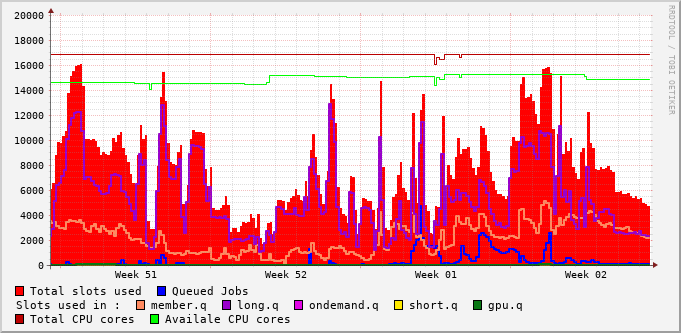 20000
18000
16000
14000
12000
10000
8000
6000
4000
2000
0
Week 51 Week 52 Week 01 Week 02
Total slots used Queued Jobs
Slots used in : member.q long.q ondemand.q short.q gpu.q
Total CPU cores Availale CPU cores
RRDTOOL / TOBI OETIKER